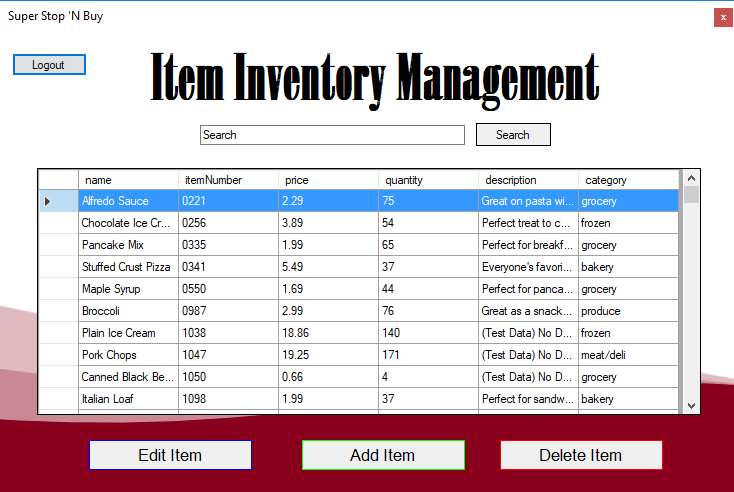 Super Stop 'N Buy
x
Logout
Item Inventory Management
Search Search
name itemNumber price quantity description category
Alfredo Sauce 0221 2.29 75 Great on pasta wi... grocery
Chocolate Ice Cr... 0256 3.89 54 Perfect treat to c... frozen
Pancake Mix 0335 1.99 65 Perfect for breakf... grocery
Stuffed Crust Pizza 0341 5.49 37 Everyone's favori... bakery
Maple Syrup 0550 1.69 44 Perfect for panca... grocery
Broccoli 0987 2.99 76 Great as a snack... produce
Plain Ice Cream 1038 18.86 140 (Test Data) No D... frozen
Pork Chops 1047 19.25 171 (Test Data) No D... meat/deli
Canned Black Be... 1050 0.66 4 (Test Data) No D... grocery
Italian Loaf 1098 1.99 37 Perfect for sandw... bakery
Edit Item Add Item Delete Item